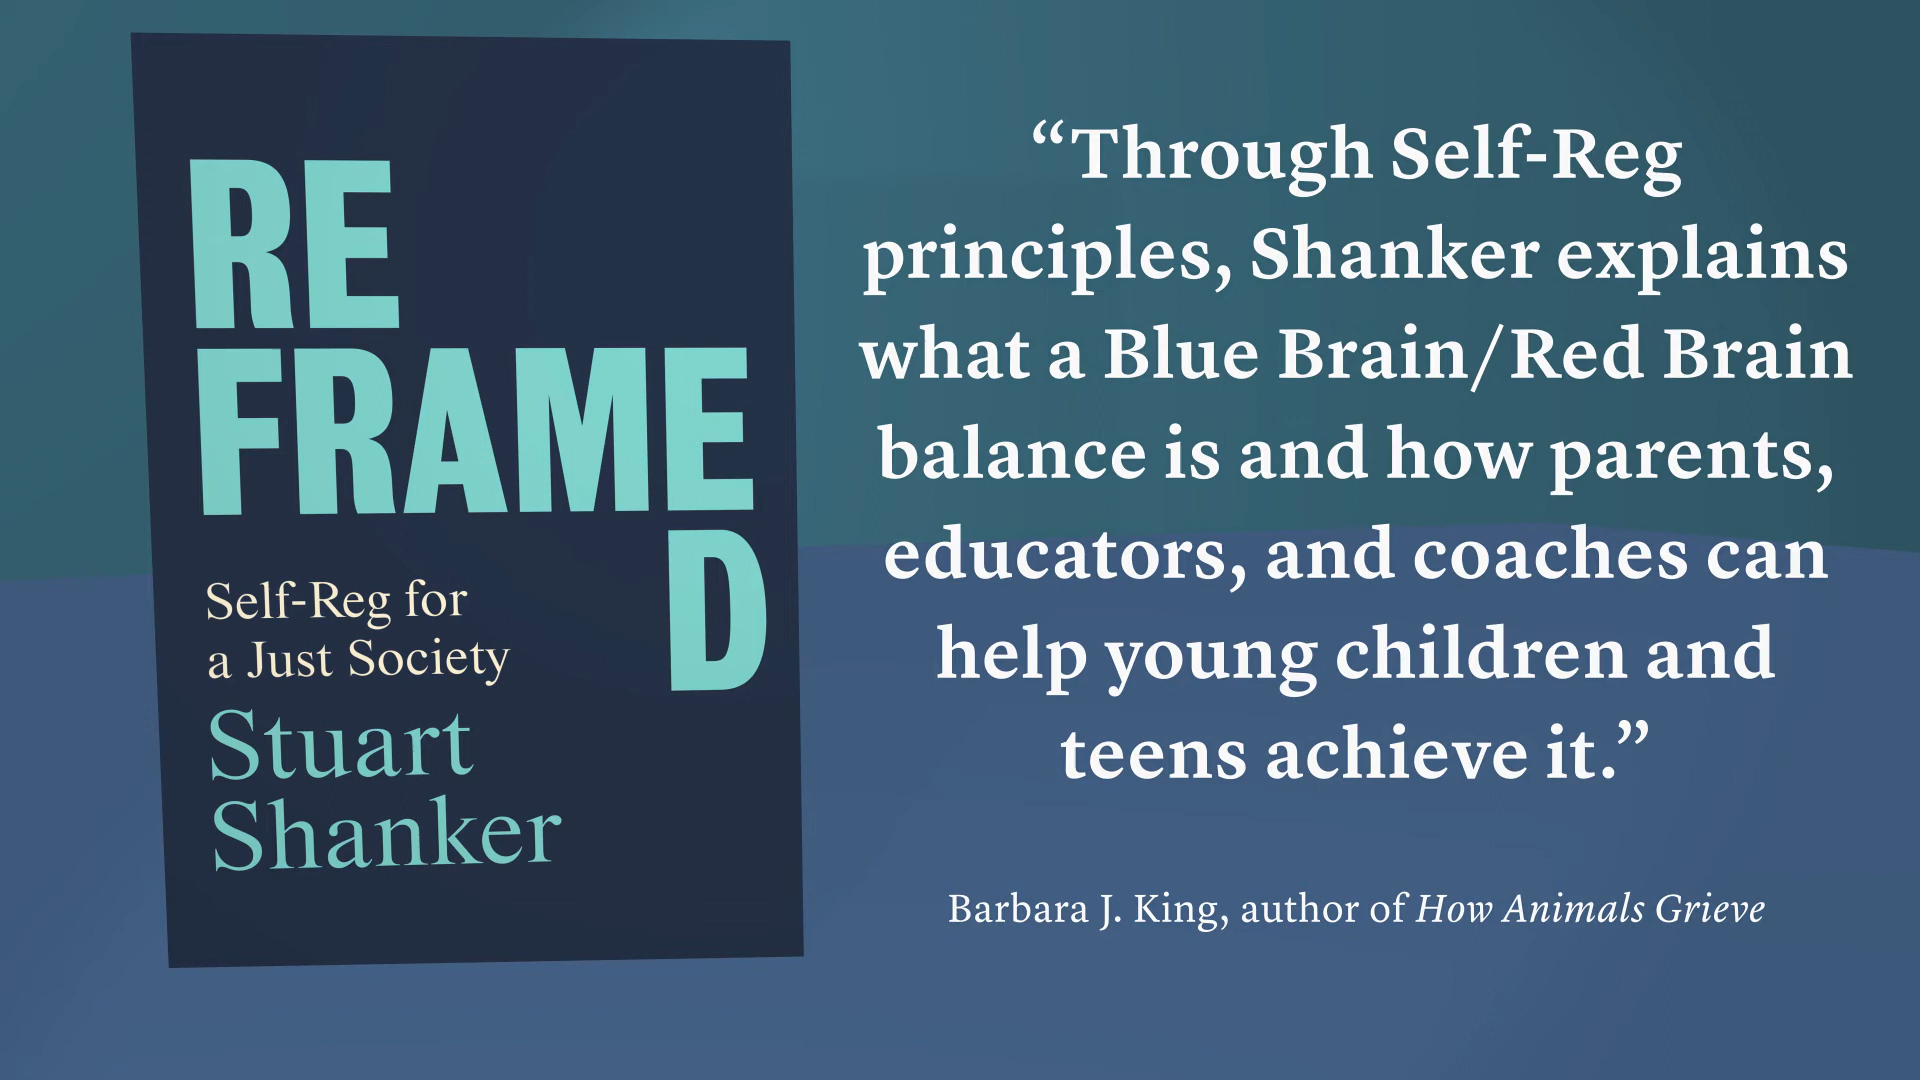 RE
FRAME
D
Self-Reg for
a Just Society
Stuart
Shanker
“Through Self-Reg
principles, Shanker explains
what a Blue Brain/Red Brain
balance is and how parents,
educators, and coaches can
help young children and
teens achieve it.”
Barbara J. King, author of How Animals Grieve